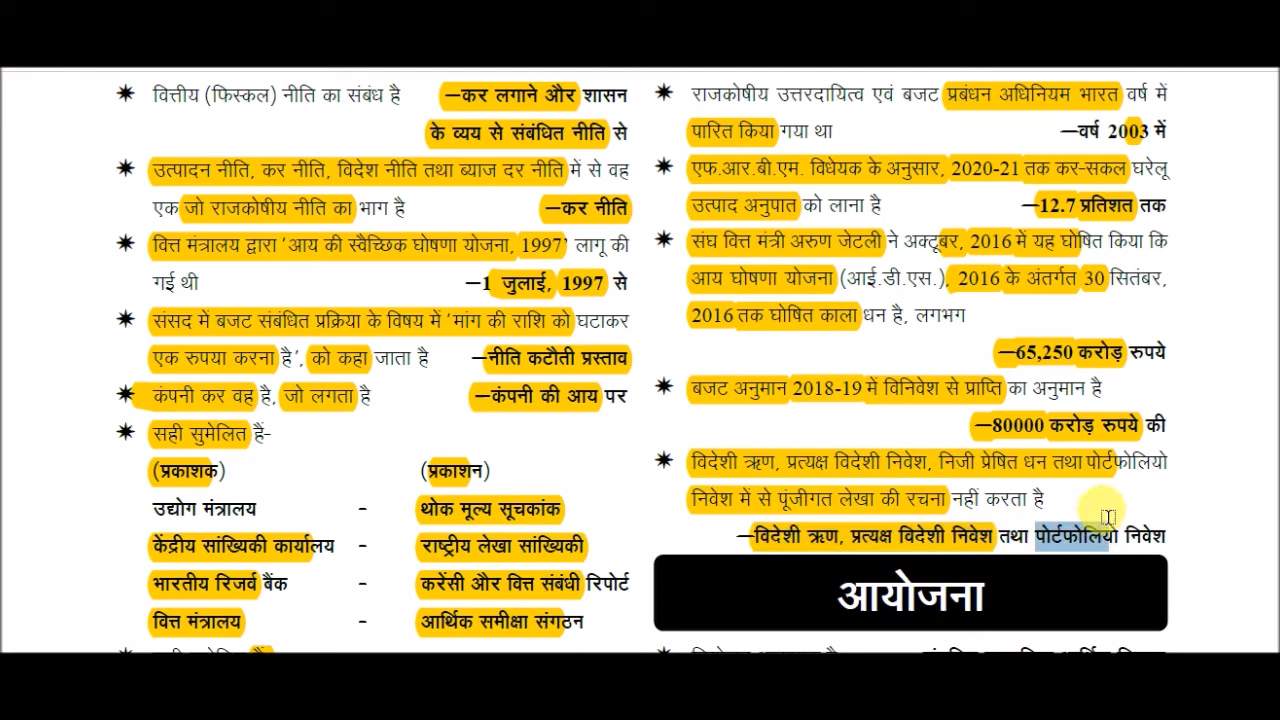 ✷ वित्तीय (फिस्कल) नीति का संबंध है —कर लगाने और शासन
के व्यय से संबंधित नीति से
✷ उत्पादन नीति, कर नीति, विदेश नीति तथा ब्याज दर नीति में से वह
एक जो राजकोषीय नीति का भाग है —कर नीति
✷ वित्त मंत्रालय द्वारा 'आय की स्वैच्छिक घोषणा योजना, 1997' लागू की
गई थी —1 जुलाई, 1997 से
✷ संसद में बजट संबंधित प्रक्रिया के विषय में 'मांग की राशि को घटाकर
एक रुपया करना है', को कहा जाता है —नीति कटौती प्रस्ताव
✷ कंपनी कर वह है, जो लगता है —कंपनी की आय पर
✷ सही सुमेलित हैं-
(प्रकाशक) (प्रकाशन)
उद्योग मंत्रालय - थोक मूल्य सूचकांक
केंद्रीय सांख्यिकी कार्यालय - राष्ट्रीय लेखा सांख्यिकी
भारतीय रिजर्व बैंक - करेंसी और वित्त संबंधी रिपोर्ट
वित्त मंत्रालय - आर्थिक समीक्षा संगठन
✷ राजकोषीय उत्तरदायित्व एवं बजट प्रबंधन अधिनियम भारत वर्ष में
पारित किया गया था —वर्ष 2003 में
✷ एफ.आर.बी.एम. विधेयक के अनुसार, 2020-21 तक कर-सकल घरेलू
उत्पाद अनुपात को लाना है —12.7 प्रतिशत तक
✷ संघ वित्त मंत्री अरुण जेटली ने अक्टूबर, 2016 में यह घोषित किया कि
आय घोषणा योजना (आई.डी.एस.), 2016 के अंतर्गत 30 सितंबर,
2016 तक घोषित काला धन है, लगभग
—65,250 करोड़ रुपये
✷ बजट अनुमान 2018-19 में विनिवेश से प्राप्ति का अनुमान है
—80000 करोड़ रुपये की
✷ विदेशी ऋण, प्रत्यक्ष विदेशी निवेश, निजी प्रेषित धन तथा पोर्टफोलियो
निवेश में से पूंजीगत लेखा की रचना नहीं करता है
—विदेशी ऋण, प्रत्यक्ष विदेशी निवेश तथा पोर्टफोलियो निवेश
आयोजना